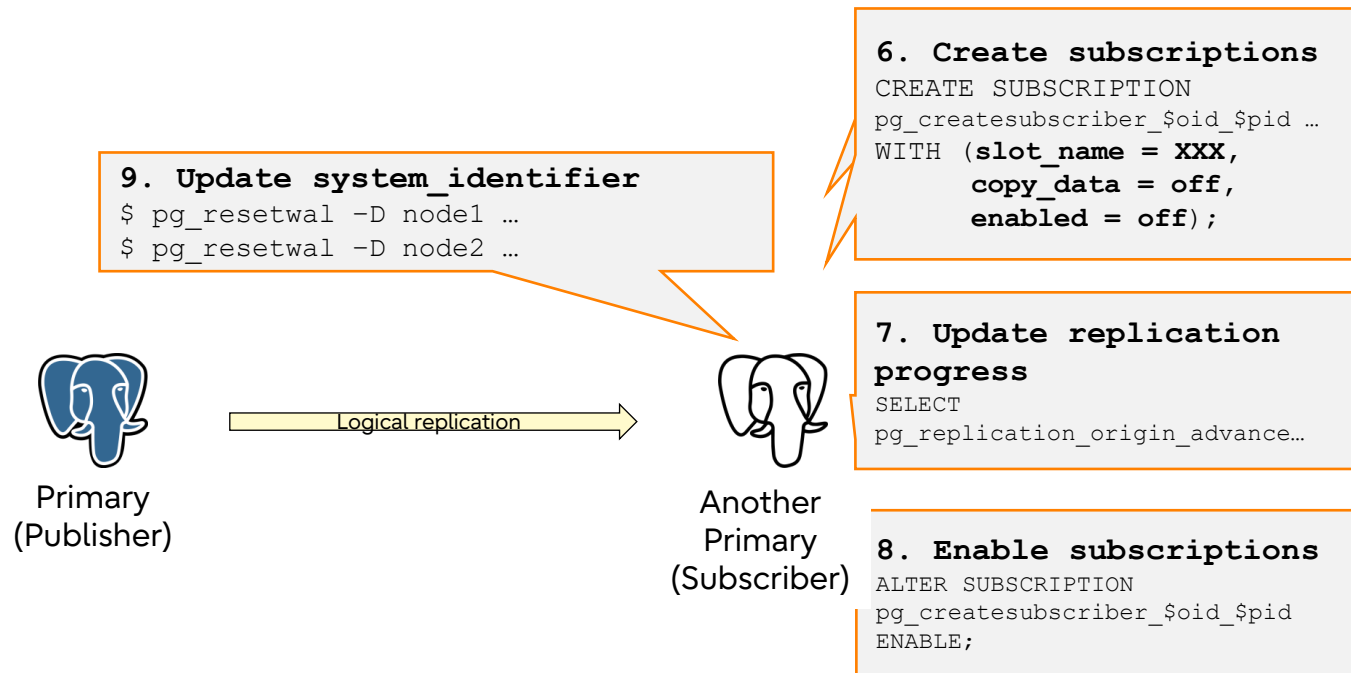 6. Create subscriptions
CREATE SUBSCRIPTION
pg_createsubscriber_$oid_$pid …
WITH (slot_name = XXX,
copy_data = off,
enabled = off);
9. Update system_identifier
$ pg_resetwal –D node1 …
$ pg_resetwal –D node2 …
7. Update replication
progress
SELECT
pg_replication_origin_advance…
Logical replication
Primary
(Publisher)
Another
Primary
(Subscriber)
8. Enable subscriptions
ALTER SUBSCRIPTION
pg_createsubscriber_$oid_$pid
ENABLE;